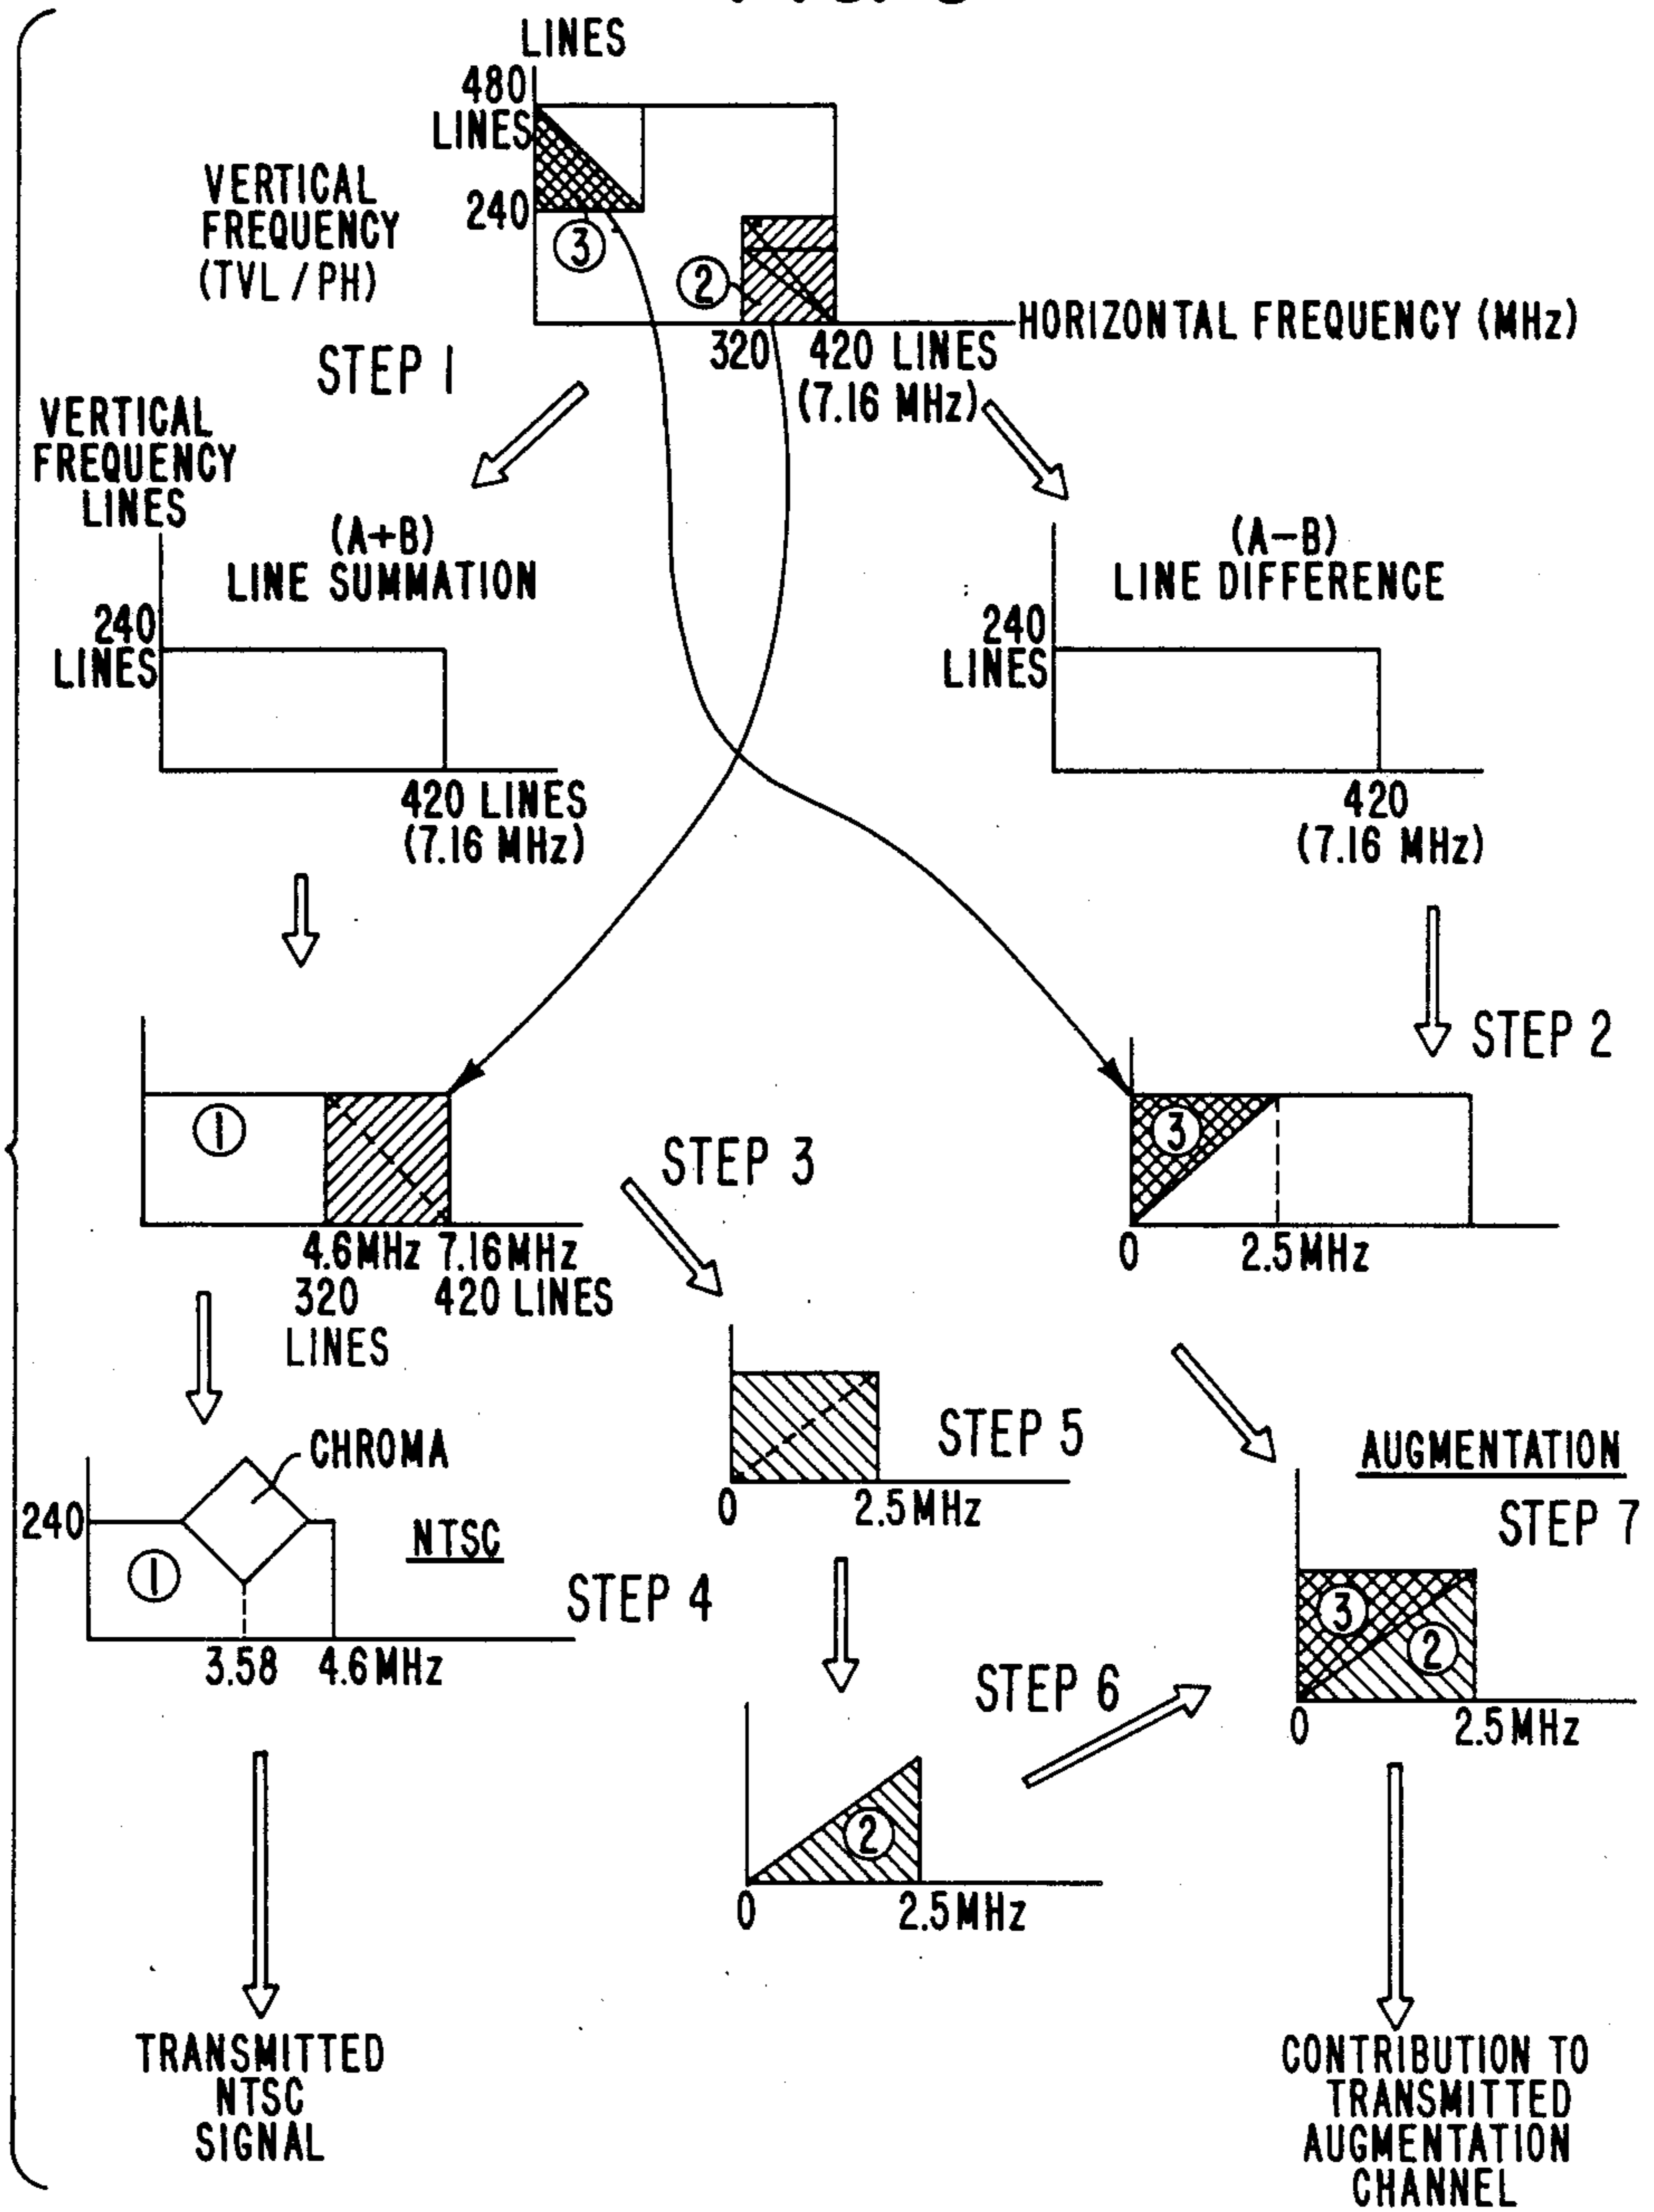 LINES
480
LINES
VERTICAL
FREQUENCY
(TVL / PH)
240
3
2
HORIZONTAL FREQUENCY (MHz)
320
420 LINES
(7.16 MHz)
STEP 1
VERTICAL
FREQUENCY
LINES
(A+B)
LINE SUMMATION
240
LINES
420 LINES
(7.16 MHz)
(A−B)
LINE DIFFERENCE
240
LINES
420
(7.16 MHz)
STEP 2
1
4.6MHz 7.16MHz
320 420 LINES
LINES
STEP 3
3
0 2.5MHz
CHROMA
240
1
NTSC
3.58 4.6MHz
STEP 4
STEP 5
0 2.5MHz
AUGMENTATION
STEP 7
3
2
0 2.5MHz
STEP 6
2
0 2.5MHz
TRANSMITTED
NTSC
SIGNAL
CONTRIBUTION TO
TRANSMITTED
AUGMENTATION
CHANNEL